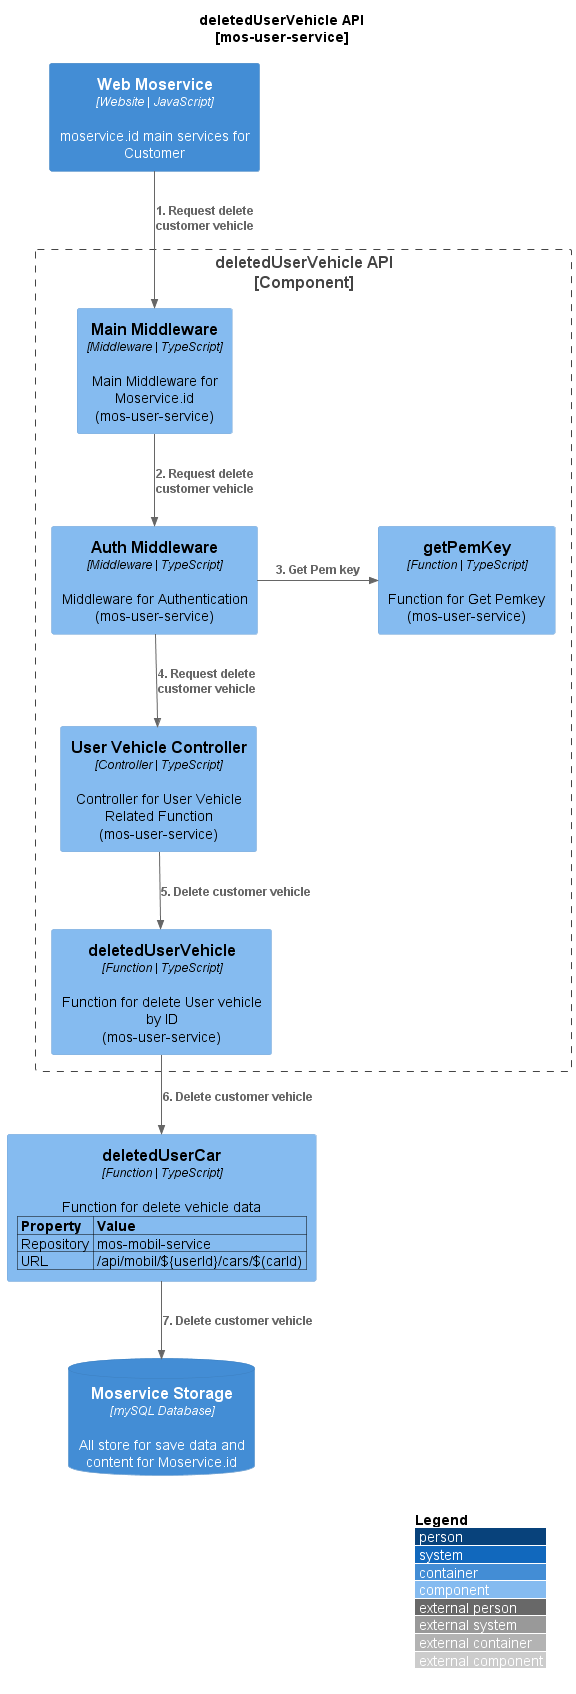 deletedUserVehicle API
[mos-user-service]
Web Moservice
[Website | JavaScript]
moservice.id main services for
Customer
1. Request delete
customer vehicle
deletedUserVehicle API
[Component]
Main Middleware
[Middleware | TypeScript]
Main Middleware for
Moservice.id
(mos-user-service)
2. Request delete
customer vehicle
Auth Middleware
[Middleware | TypeScript]
Middleware for Authentication
(mos-user-service)
3. Get Pem key
getPemKey
[Function | TypeScript]
Function for Get Pemkey
(mos-user-service)
4. Request delete
customer vehicle
User Vehicle Controller
[Controller | TypeScript]
Controller for User Vehicle
Related Function
(mos-user-service)
5. Delete customer vehicle
deletedUserVehicle
[Function | TypeScript]
Function for delete User vehicle
by ID
(mos-user-service)
6. Delete customer vehicle
deletedUserCar
[Function | TypeScript]
Function for delete vehicle data
Property Value
Repository mos-mobil-service
URL /api/mobil/${userId}/cars/$(carId)
7. Delete customer vehicle
Moservice Storage
[mySQL Database]
All store for save data and
content for Moservice.id
Legend
person
system
container
component
external person
external system
external container
external component